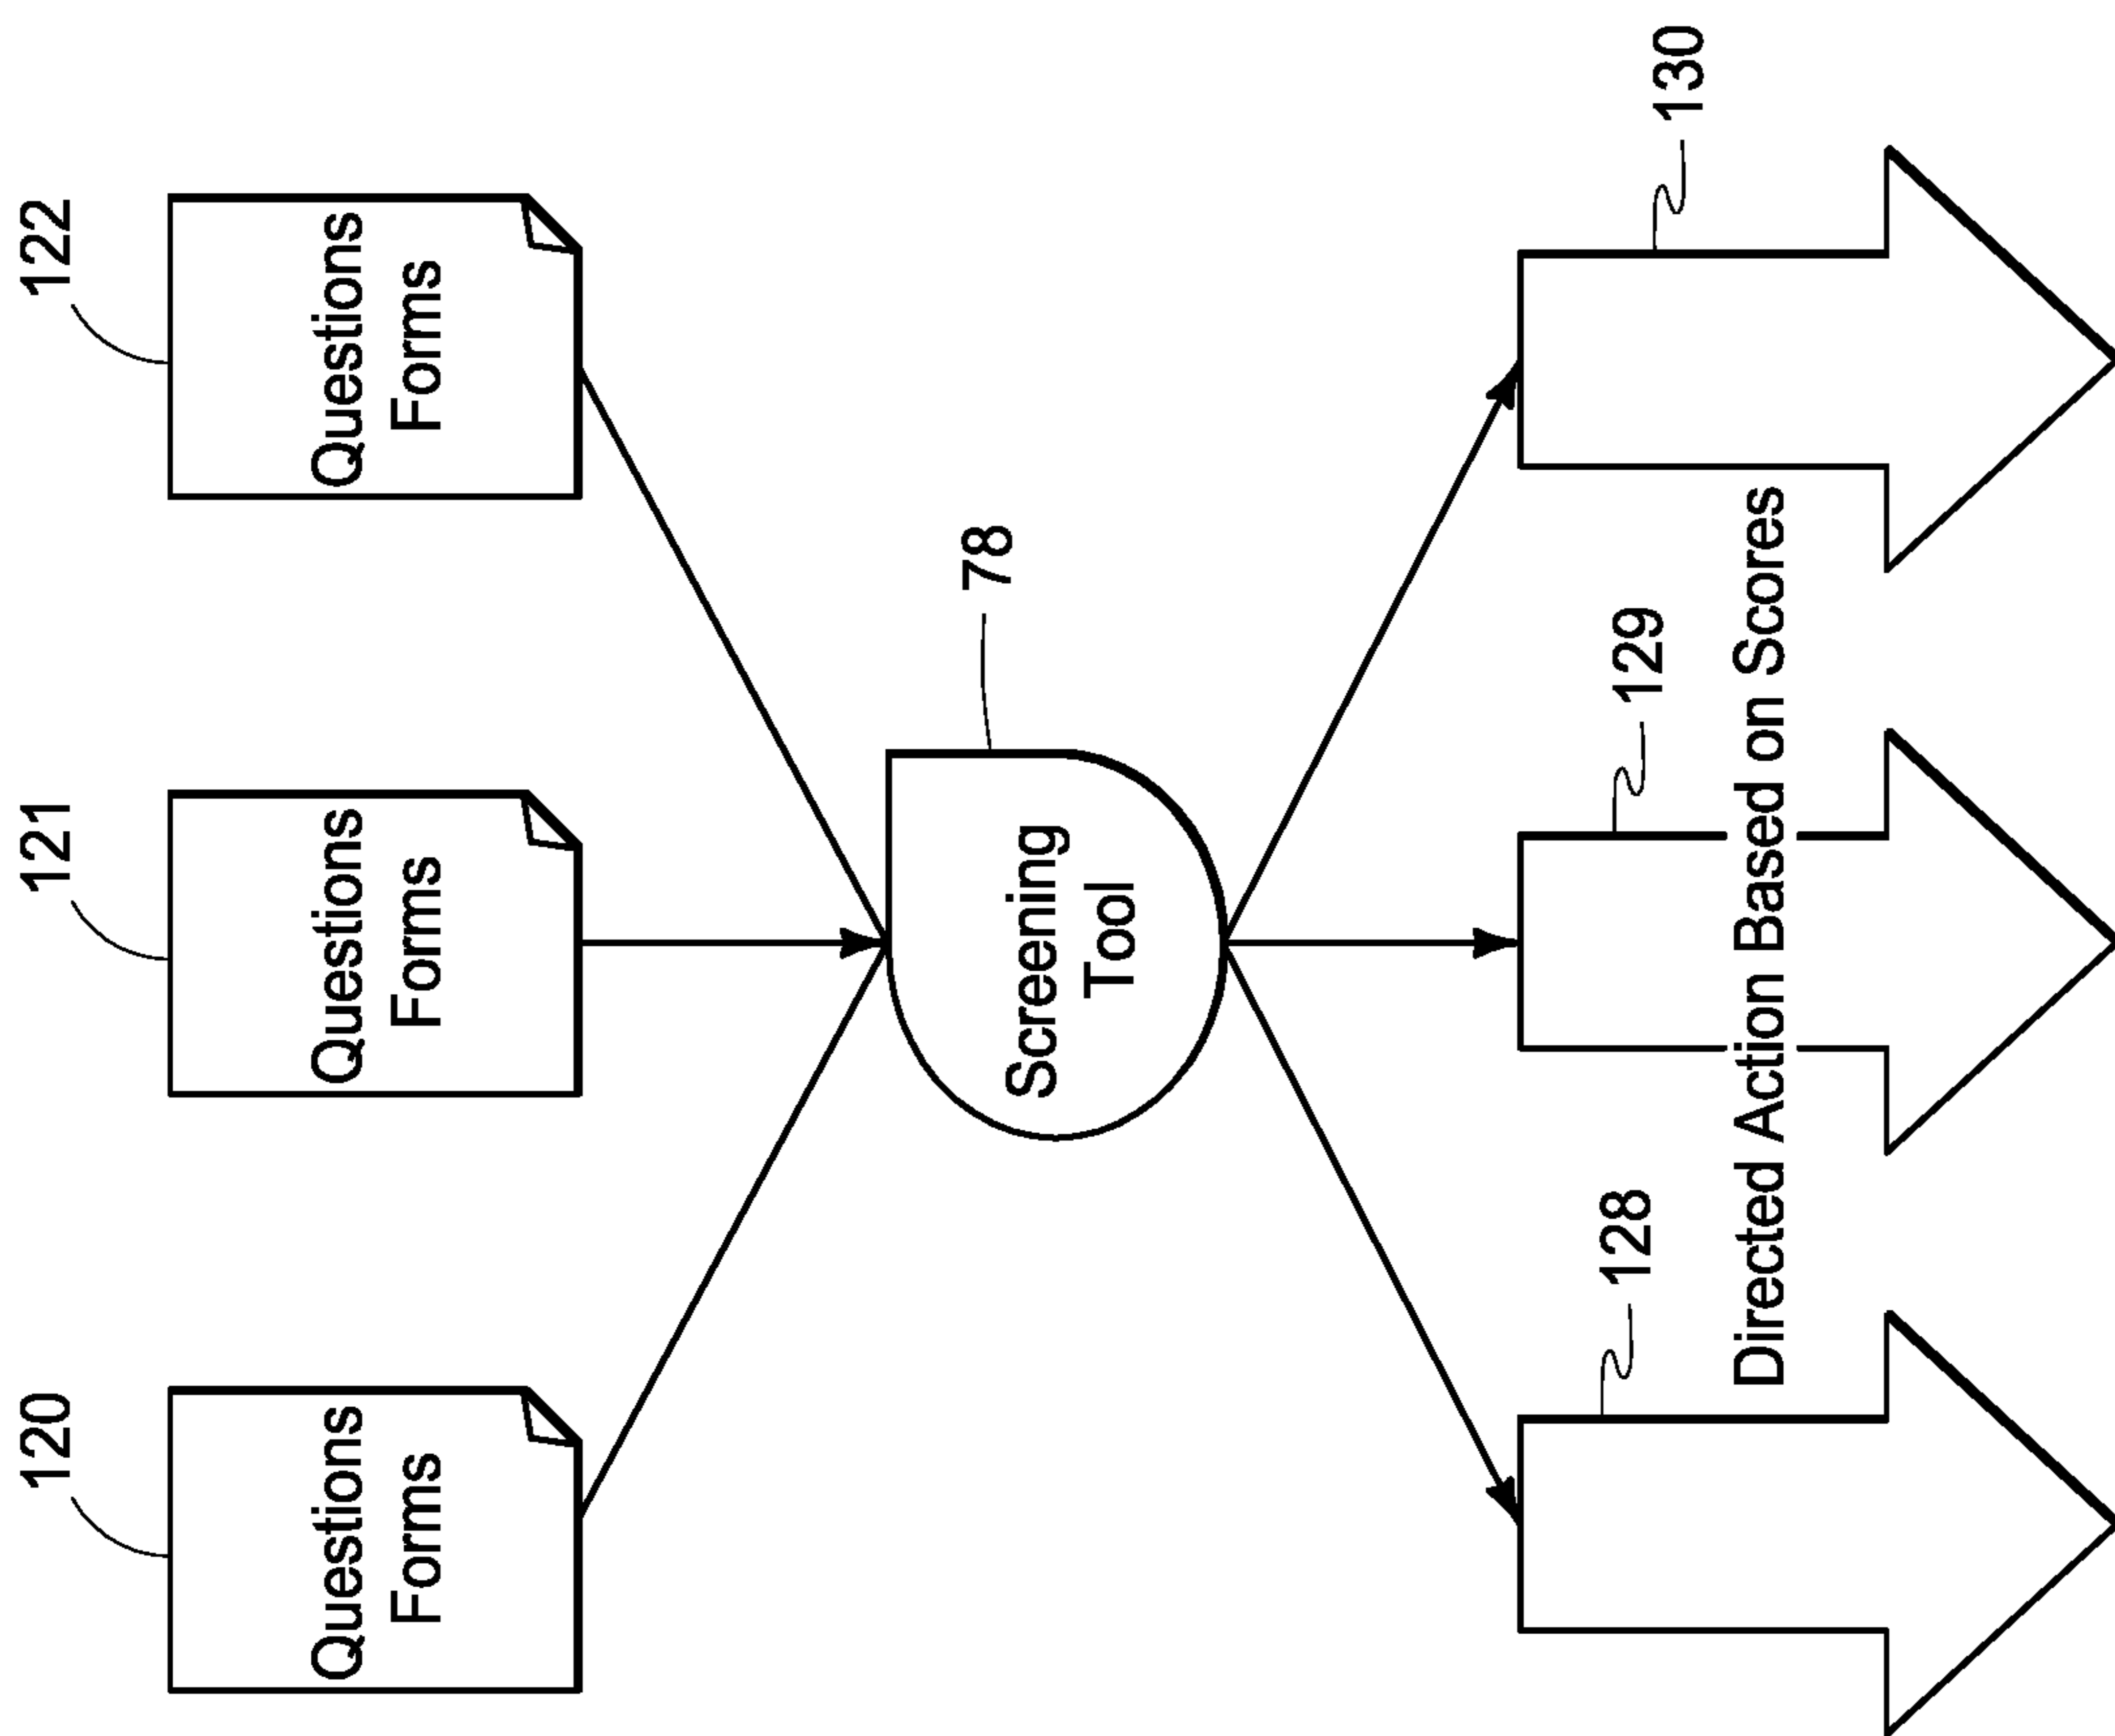 120
121
122
Questions
Forms
Questions
Forms
Questions
Forms
78
Screening
Tool
128
129
130
Directed Action Based on Scores